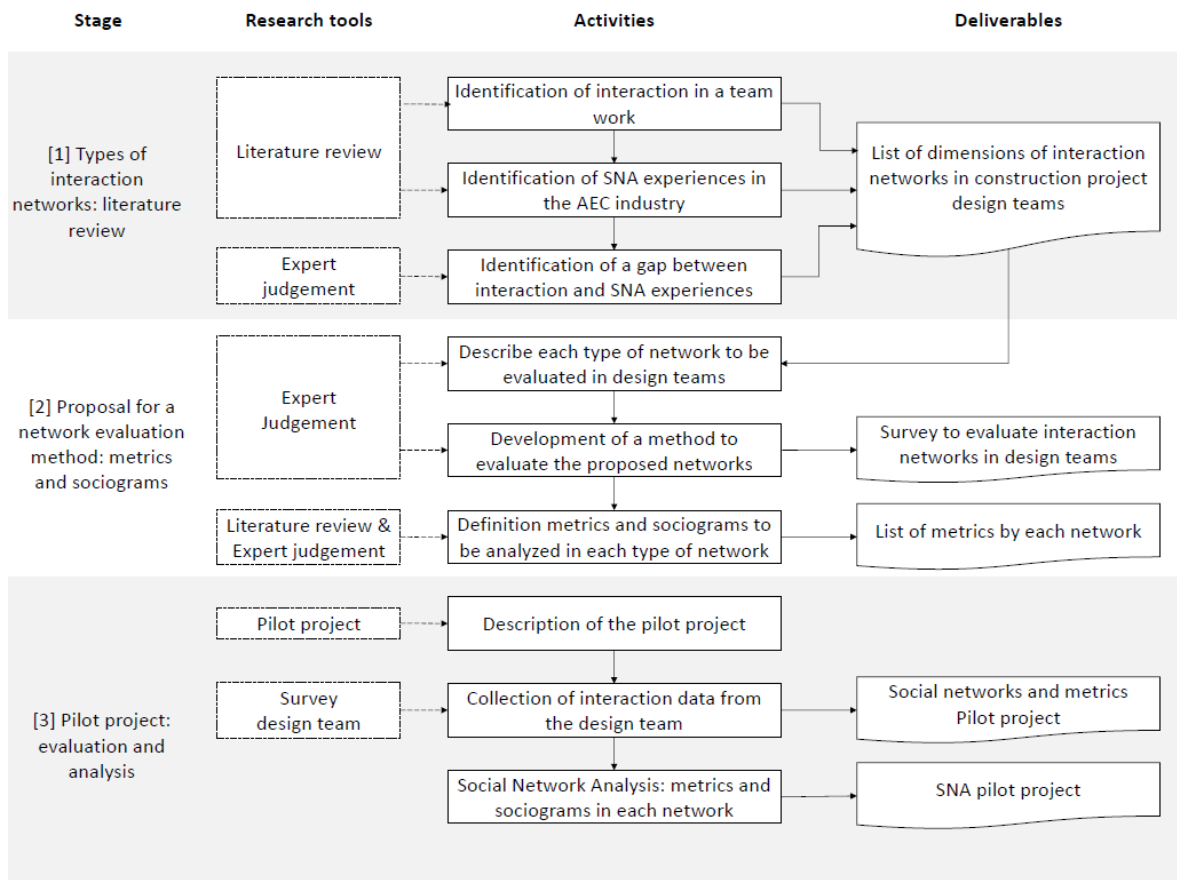 Stage
Research tools
Activities
Deliverables
[1] Types of
interaction
networks: literature
review
Literature review
Expert
judgement
Identification of interaction in a team
work
Identification of SNA experiences in
the AEC industry
Identification of a gap between
interaction and SNA experiences
List of dimensions of interaction
networks in construction project
design teams
[2] Proposal for a
network evaluation
method: metrics
and sociograms
Expert
Judgement
Literature review &
Expert judgement
Describe each type of network to be
evaluated in design teams
Development of a method to
evaluate the proposed networks
Definition metrics and sociograms to
be analyzed in each type of network
Survey to evaluate interaction
networks in design teams
List of metrics by each network
[3] Pilot project:
evaluation and
analysis
Pilot project
Survey
design team
Description of the pilot project
Collection of interaction data from
the design team
Social Network Analysis: metrics and
sociograms in each network
Social networks and metrics
Pilot project
SNA pilot project